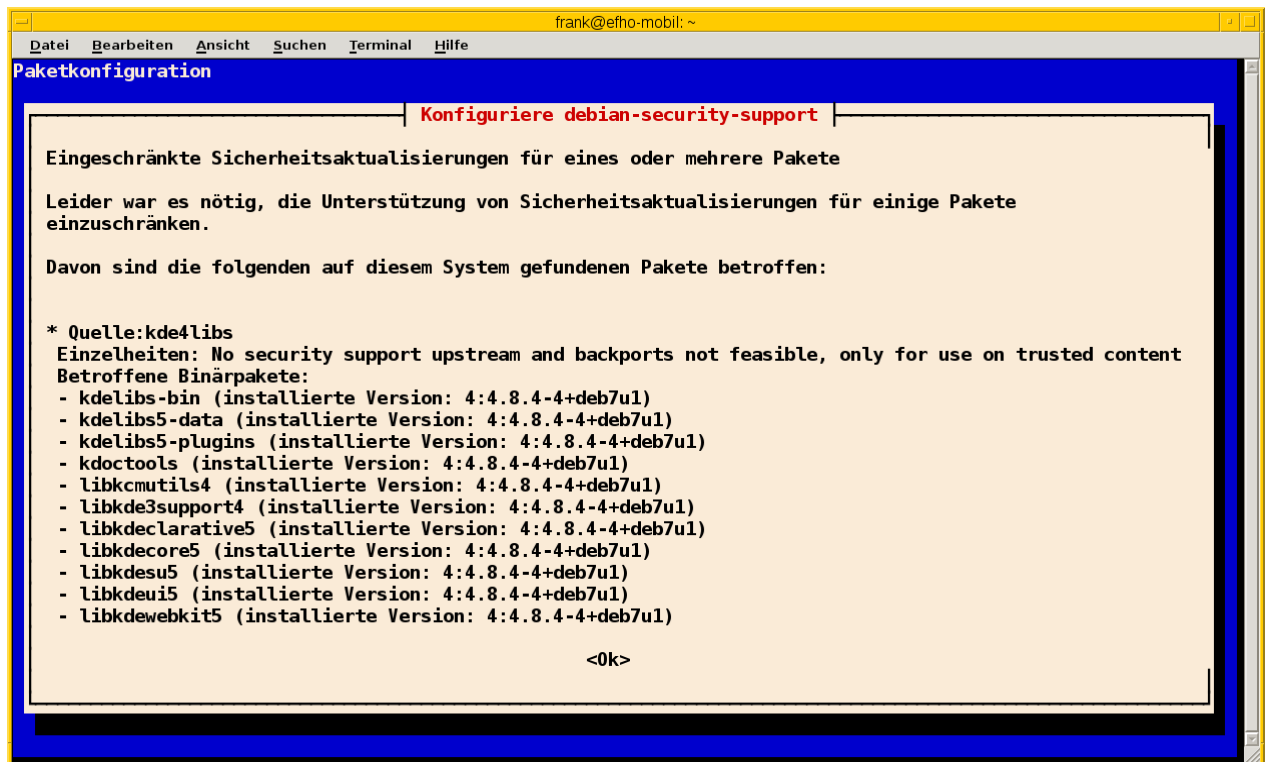 frank@efho-mobil: ~
Datei Bearbeiten Ansicht Suchen Terminal Hilfe
Paketkonfiguration
Konfiguriere debian-security-support
Eingeschränkte Sicherheitsaktualisierungen für eines oder mehrere Pakete
Leider war es nötig, die Unterstützung von Sicherheitsaktualisierungen für einige Pakete
einzuschränken.
Davon sind die folgenden auf diesem System gefundenen Pakete betroffen:
* Quelle:kde4libs
Einzelheiten: No security support upstream and backports not feasible, only for use on trusted content
Betroffene Binärpakete:
- kdelibs-bin (installierte Version: 4:4.8.4-4+deb7u1)
- kdelibs5-data (installierte Version: 4:4.8.4-4+deb7u1)
- kdelibs5-plugins (installierte Version: 4:4.8.4-4+deb7u1)
- kdoctools (installierte Version: 4:4.8.4-4+deb7u1)
- libkcmutils4 (installierte Version: 4:4.8.4-4+deb7u1)
- libkde3support4 (installierte Version: 4:4.8.4-4+deb7u1)
- libkdeclarative5 (installierte Version: 4:4.8.4-4+deb7u1)
- libkdecore5 (installierte Version: 4:4.8.4-4+deb7u1)
- libkdesu5 (installierte Version: 4:4.8.4-4+deb7u1)
- libkdeui5 (installierte Version: 4:4.8.4-4+deb7u1)
- libkdewebkit5 (installierte Version: 4:4.8.4-4+deb7u1)
<Ok>